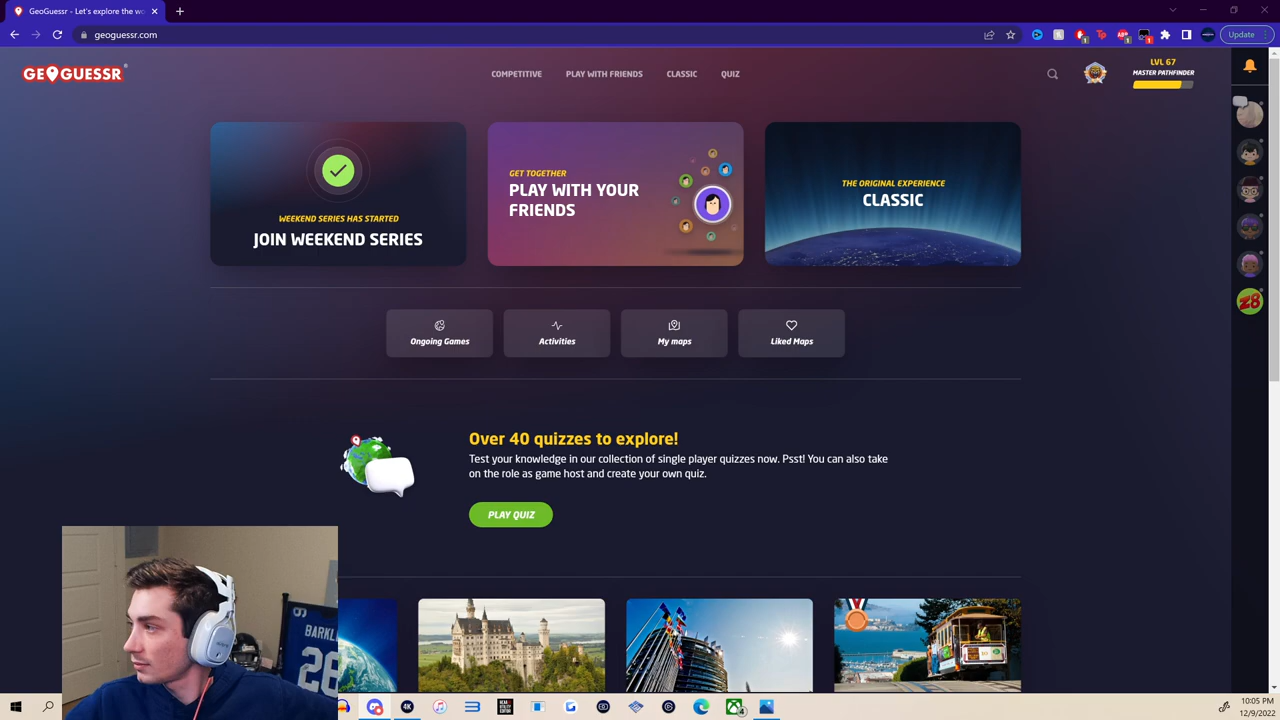 GeoGuessr - Let's explore the wo
geoguessr.com
Update
GEOGUESSR
COMPETITIVE
PLAY WITH FRIENDS
CLASSIC
QUIZ
LVL 67
MASTER PATHFINDER
WEEKEND SERIES HAS STARTED
JOIN WEEKEND SERIES
GET TOGETHER
PLAY WITH YOUR
FRIENDS
THE ORIGINAL EXPERIENCE
CLASSIC
Z8
Ongoing Games
Activities
My maps
Liked Maps
Over 40 quizzes to explore!
Test your knowledge in our collection of single player quizzes now. Psst! You can also take
on the role as game host and create your own quiz.
PLAY QUIZ
BARKL
26
10:05 PM
12/9/2022